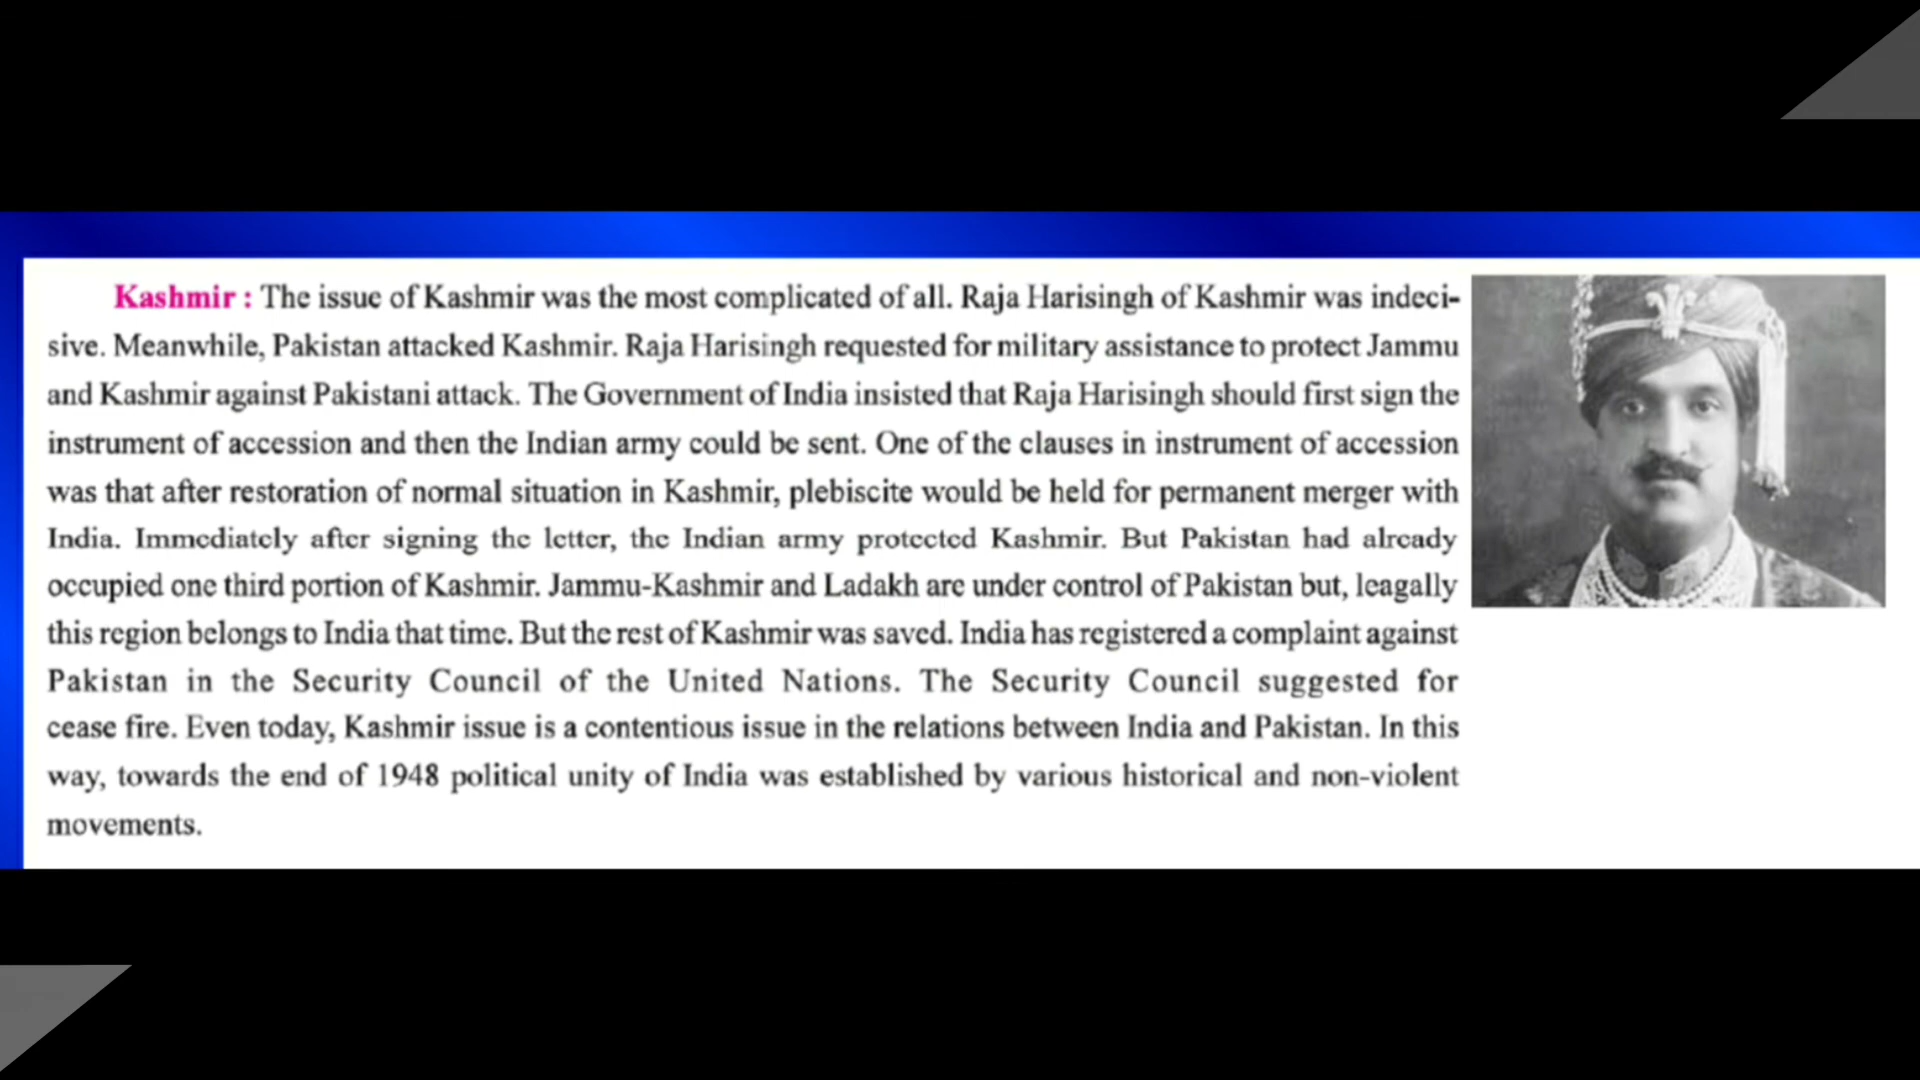 Kashmir : The issue of Kashmir was the most complicated of all. Raja Harisingh of Kashmir was indeci-
sive. Meanwhile, Pakistan attacked Kashmir. Raja Harisingh requested for military assistance to protect Jammu
and Kashmir against Pakistani attack. The Government of India insisted that Raja Harisingh should first sign the
instrument of accession and then the Indian army could be sent. One of the clauses in instrument of accession
was that after restoration of normal situation in Kashmir, plebiscite would be held for permanent merger with
India. Immediately after signing the letter, the Indian army protected Kashmir. But Pakistan had already
occupied one third portion of Kashmir. Jammu-Kashmir and Ladakh are under control of Pakistan but, leagally
this region belongs to India that time. But the rest of Kashmir was saved. India has registered a complaint against
Pakistan in the Security Council of the United Nations. The Security Council suggested for
cease fire. Even today, Kashmir issue is a contentious issue in the relations between India and Pakistan. In this
way, towards the end of 1948 political unity of India was established by various historical and non-violent
movements.